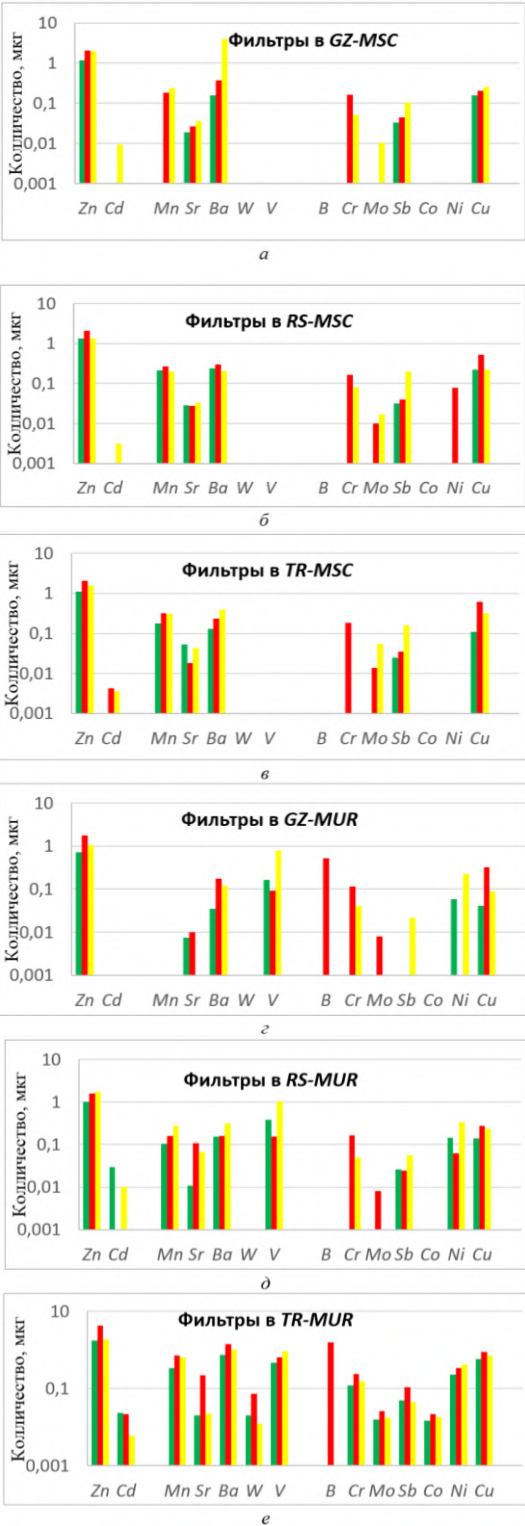 Фильтры в GZ-MSC
Колличество, мкг
10
1
0,1
0,01
0,001
Zn Cd Mn Sr Ba W V B Cr Mo Sb Co Ni Cu
а
Фильтры в RS-MSC
Колличество, мкг
10
1
0,1
0,01
0,001
Zn Cd Mn Sr Ba W V B Cr Mo Sb Co Ni Cu
б
Фильтры в TR-MSC
Колличество, мкг
10
1
0,1
0,01
0,001
Zn Cd Mn Sr Ba W V B Cr Mo Sb Co Ni Cu
в
Фильтры в GZ-MUR
Колличество, мкг
10
1
0,1
0,01
0,001
Zn Cd Mn Sr Ba W V B Cr Mo Sb Co Ni Cu
г
Фильтры в RS-MUR
Колличество, мкг
10
1
0,1
0,01
0,001
Zn Cd Mn Sr Ba W V B Cr Mo Sb Co Ni Cu
д
Фильтры в TR-MUR
Колличество, мкг
10
0,1
0,001
Zn Cd Mn Sr Ba W V B Cr Mo Sb Co Ni Cu
е